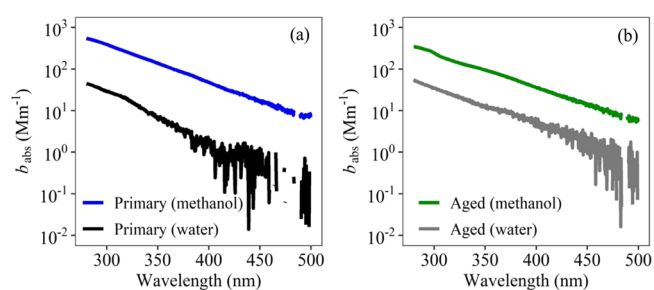 (a)
10³
10²
10¹
10⁰
10⁻¹
10⁻²
b abs (Mm⁻¹)
Primary (methanol)
Primary (water)
300 350 400 450 500
Wavelength (nm)
(b)
10³
10²
10¹
10⁰
10⁻¹
10⁻²
b abs (Mm⁻¹)
Aged (methanol)
Aged (water)
300 350 400 450 500
Wavelength (nm)